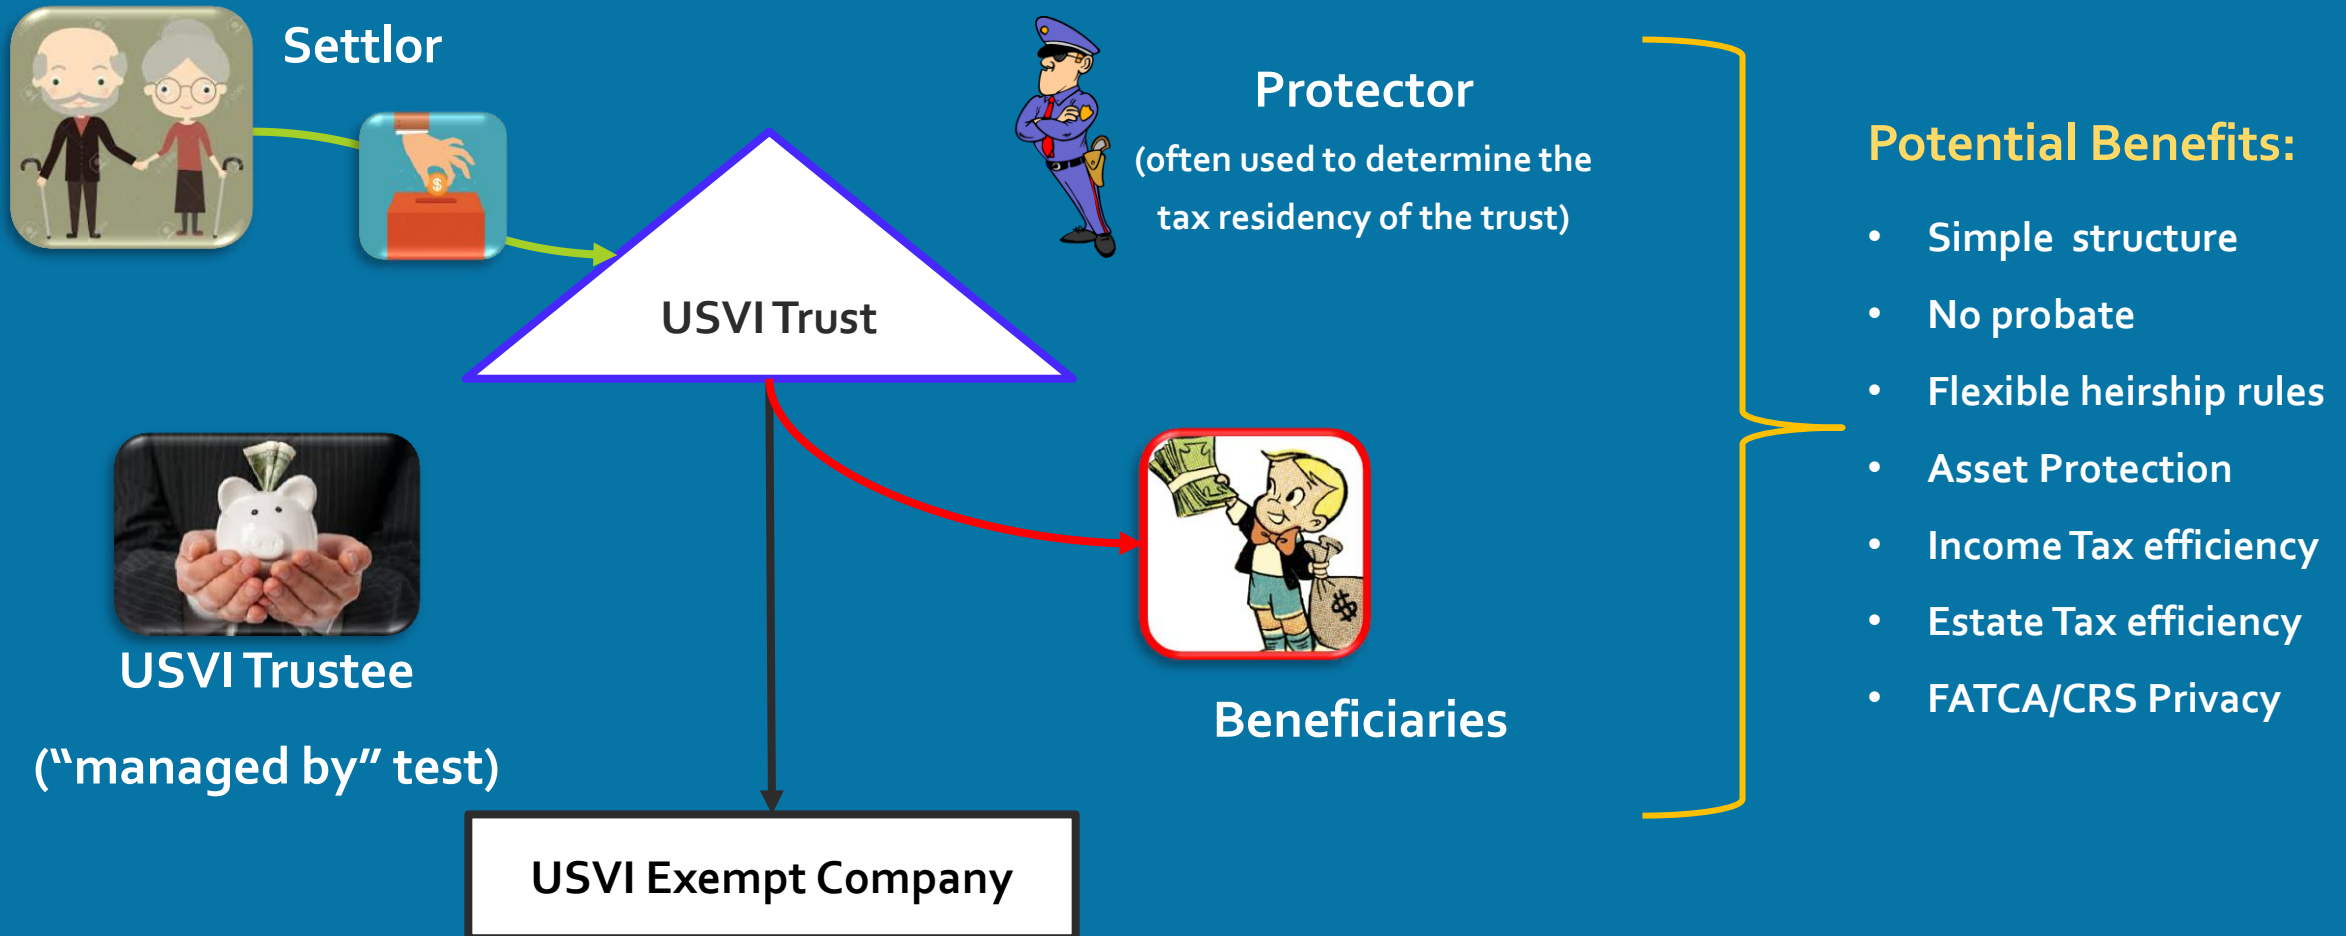 Settlor
Protector
(often used to determine the
tax residency of the trust)
USVI Trust
USVI Trustee
(“managed by” test)
Beneficiaries
USVI Exempt Company
Potential Benefits:
• Simple structure
• No probate
• Flexible heirship rules
• Asset Protection
• Income Tax efficiency
• Estate Tax efficiency
• FATCA/CRS Privacy
$
$